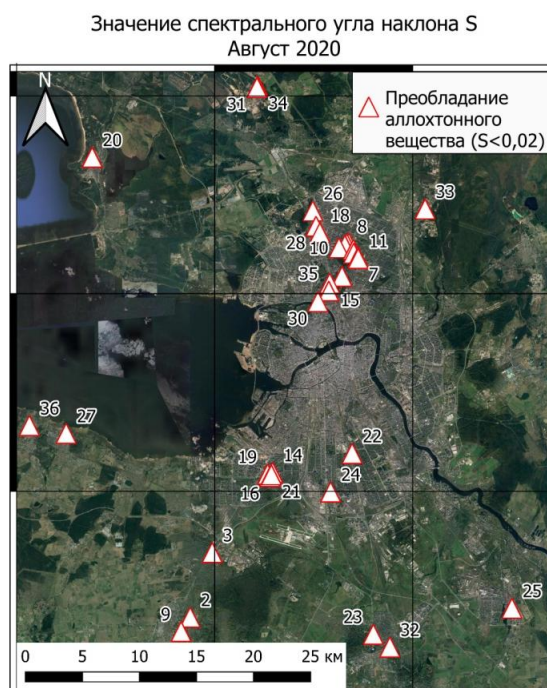 Значение спектрального угла наклона S
Август 2020
N
Преобладание
аллохтонного
вещества (S<0,02)
31 34
20
33
26
18
8
28 10 11
7
35
15
30
36
27
22
19 14
24
16 21
3
2
9
25
23
32
0 5 10 15 20 25 км